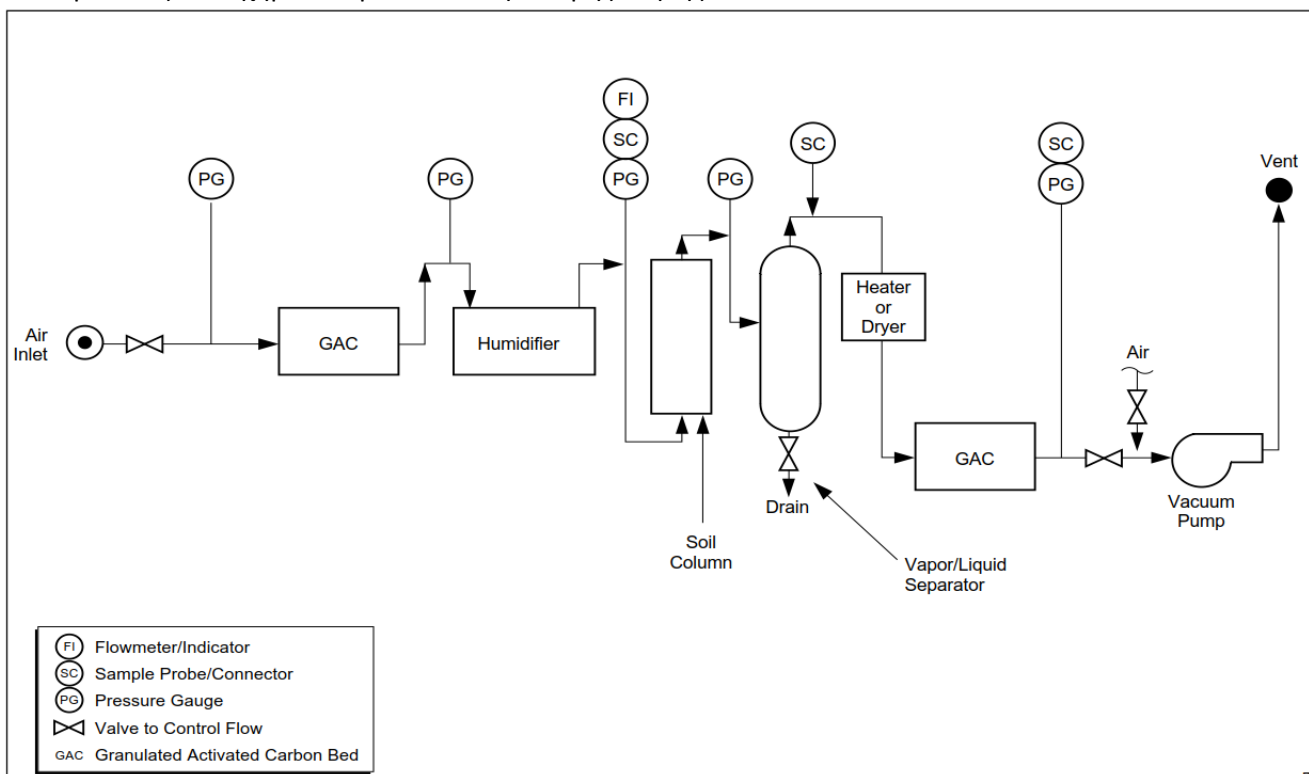 FI
SC
SC
SC
PG
PG
PG
PG
PG
Vent
Air
Inlet
GAC
Humidifier
Heater
or
Dryer
Air
GAC
Drain
Vacuum
Pump
Soil
Column
Vapor/Liquid
Separator
FI Flowmeter/Indicator
SC Sample Probe/Connector
PG Pressure Gauge
Valve to Control Flow
GAC Granulated Activated Carbon Bed